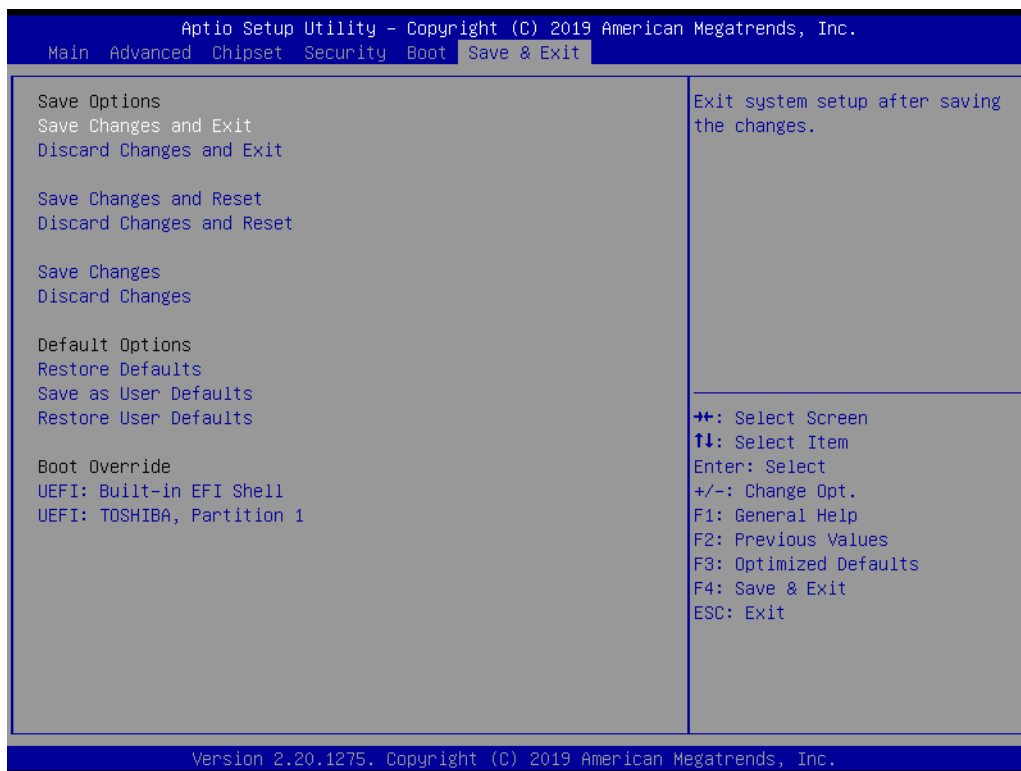 Aptio Setup Utility – Copyright (C) 2019 American Megatrends, Inc.
Main Advanced Chipset Security Boot Save & Exit
Save Options
Save Changes and Exit
Discard Changes and Exit
Save Changes and Reset
Discard Changes and Reset
Save Changes
Discard Changes
Default Options
Restore Defaults
Save as User Defaults
Restore User Defaults
Boot Override
UEFI: Built-in EFI Shell
UEFI: TOSHIBA, Partition 1
Exit system setup after saving
the changes.
→←: Select Screen
↑↓: Select Item
Enter: Select
+/-: Change Opt.
F1: General Help
F2: Previous Values
F3: Optimized Defaults
F4: Save & Exit
ESC: Exit
Version 2.20.1275. Copyright (C) 2019 American Megatrends, Inc.